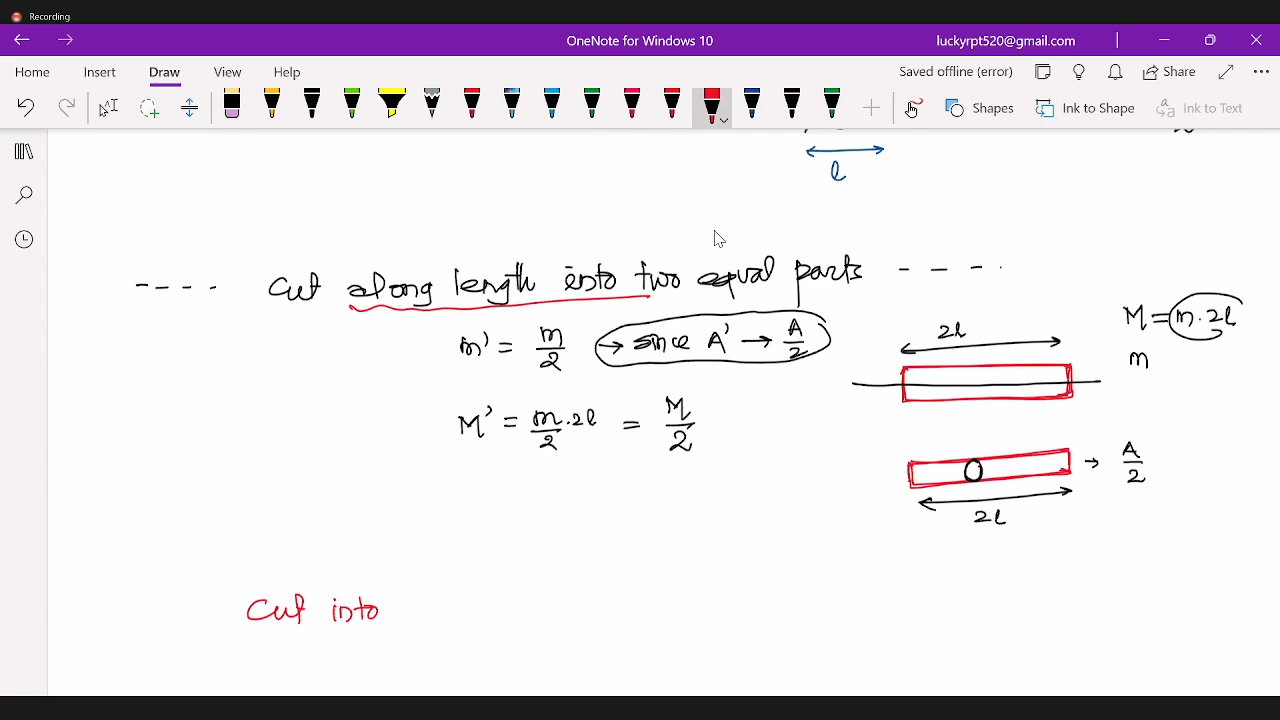 Recording
OneNote for Windows 10
luckyrpt520@gmail.com
Home Insert Draw View Help
Saved offline (error)
Share
Shapes
Ink to Shape
Ink to Text
l
---- Cut along length into two equal parts ----
m' = m/2 → since A' → A/2
M' = m/2 . 2l = M/2
2l
M = m . 2l
m
→ A/2
2l
Cut into